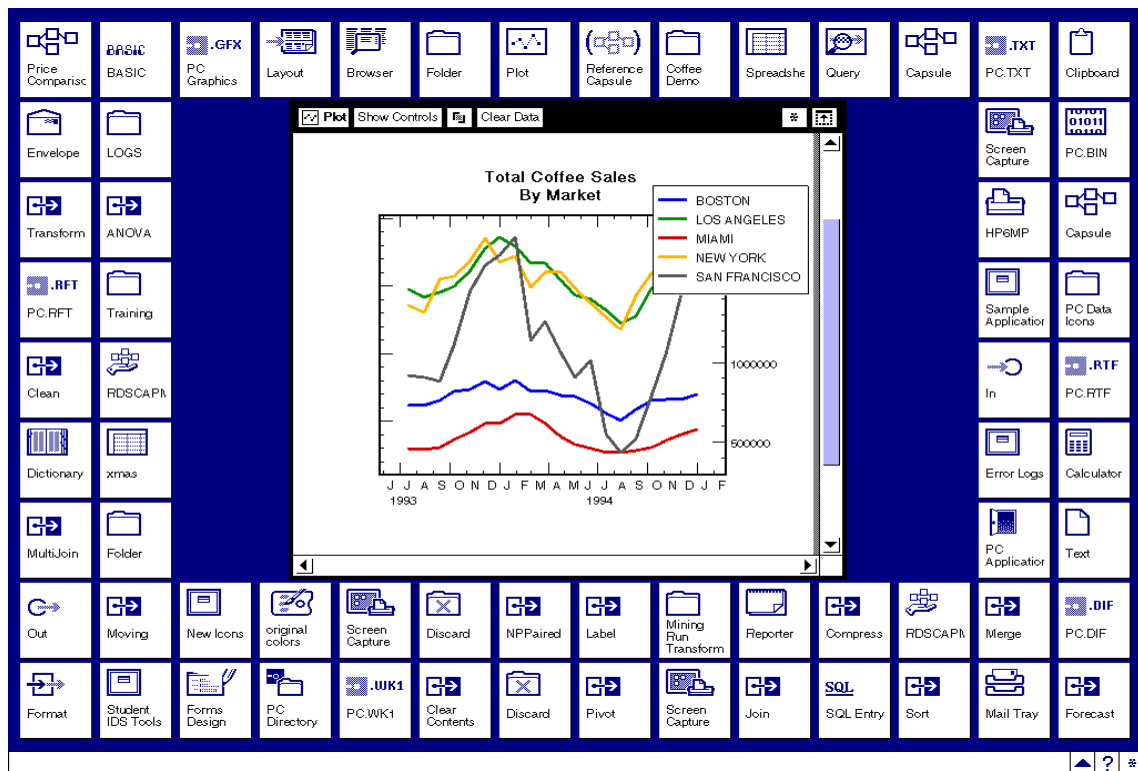 Price
Comparisc
BASIC
BASIC
.GFX
PC
Graphics
Layout
Browser
Folder
Plot
Reference
Capsule
Coffee
Demo
Spreadshe
Query
Capsule
.TXT
PC.TXT
Clipboard
Envelope
LOGS
Plot Show Controls Clear Data *
Screen
Capture
10101
01011
10110
PC.BIN
Transform
ANOVA
HP6MP
Capsule
.RFT
PC.RFT
Training
Sample
Applicatior
PC Data
Icons
Clean
RDSCAPM
In
.RTF
PC.RTF
Dictionary
xmas
Error Logs
Calculator
MultiJoin
Folder
PC
Applicatior
Text
Total Coffee Sales
By Market
BOSTON
LOS ANGELES
MIAMI
NEW YORK
SAN FRANCISCO
1000000
500000
J J A S O N D J F M A M J J A S O N D J F
1993 1994
Out
Moving
New Icons
original
colors
Screen
Capture
Discard
NPPaired
Label
Mining
Run
Transform
Reporter
Compress
RDSCAPM
Merge
.DIF
PC.DIF
Format
Student
IDS Tools
Forms
Design
PC
Directory
.WK1
PC.WK1
Clear
Contents
Discard
Pivot
Screen
Capture
Join
SQL
SQL Entry
Sort
Mail Tray
Forecast
? *